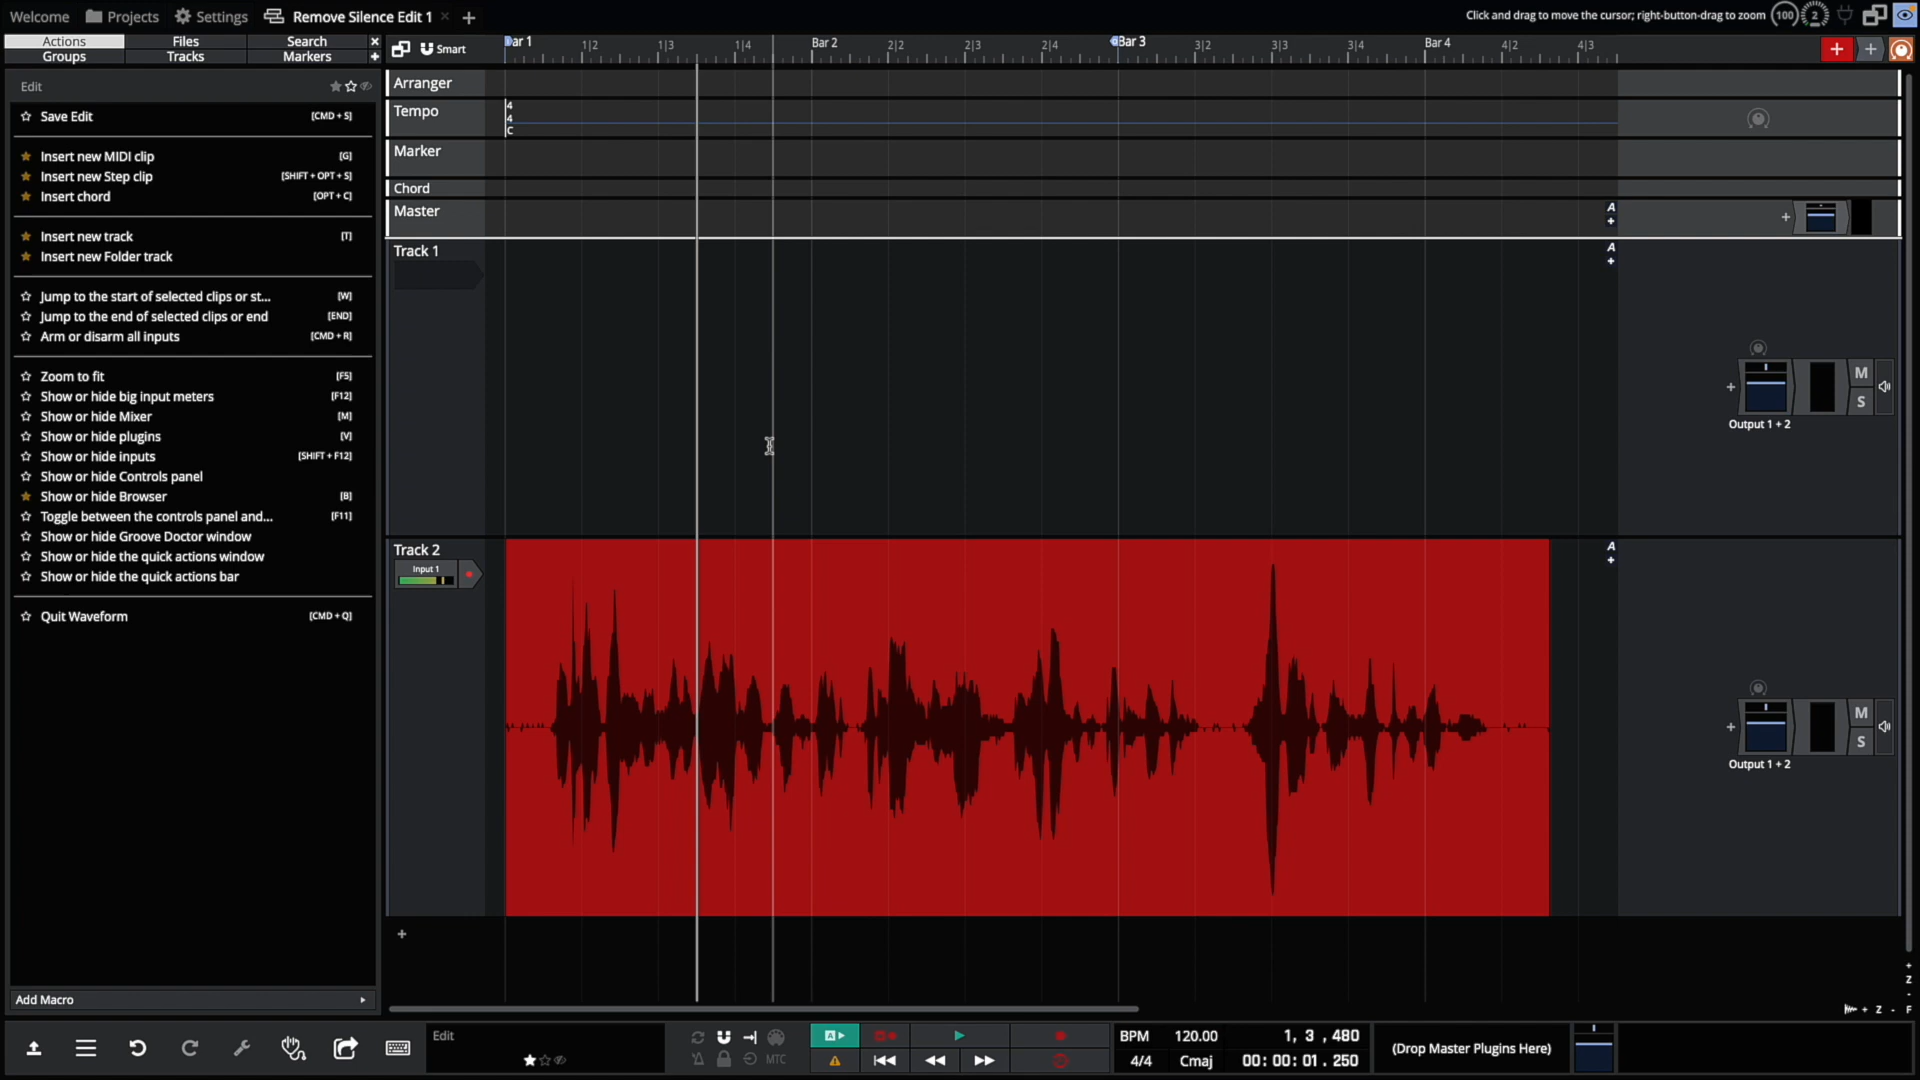 Welcome Projects Settings Remove Silence Edit 1 × +
Click and drag to move the cursor; right-button-drag to zoom 100 2
Actions Files Search ×
Groups Tracks Markers +
Smart
Bar 1 1|2 1|3 1|4 Bar 2 2|2 2|3 2|4 Bar 3 3|2 3|3 3|4 Bar 4 4|2 4|3
Edit
Save Edit [CMD + S]
Insert new MIDI clip [G]
Insert new Step clip [SHIFT + OPT + S]
Insert chord [OPT + C]
Insert new track [T]
Insert new Folder track
Jump to the start of selected clips or st... [W]
Jump to the end of selected clips or end [END]
Arm or disarm all inputs [CMD + R]
Zoom to fit [F5]
Show or hide big input meters [F12]
Show or hide Mixer [M]
Show or hide plugins [V]
Show or hide inputs [SHIFT + F12]
Show or hide Controls panel
Show or hide Browser [B]
Toggle between the controls panel and... [F11]
Show or hide Groove Doctor window
Show or hide the quick actions window
Show or hide the quick actions bar
Quit Waveform [CMD + Q]
Add Macro
Arranger
Tempo
4
4
C
Marker
Chord
Master
A
+
Track 1
A
+
M
S
Output 1 + 2
Track 2
Input 1
A
+
M
S
Output 1 + 2
+
Z
-
+ Z - F
Edit
MTC
A
BPM 120.00 1, 3 , 480
4/4 Cmaj 00: 00: 01 . 250
(Drop Master Plugins Here)